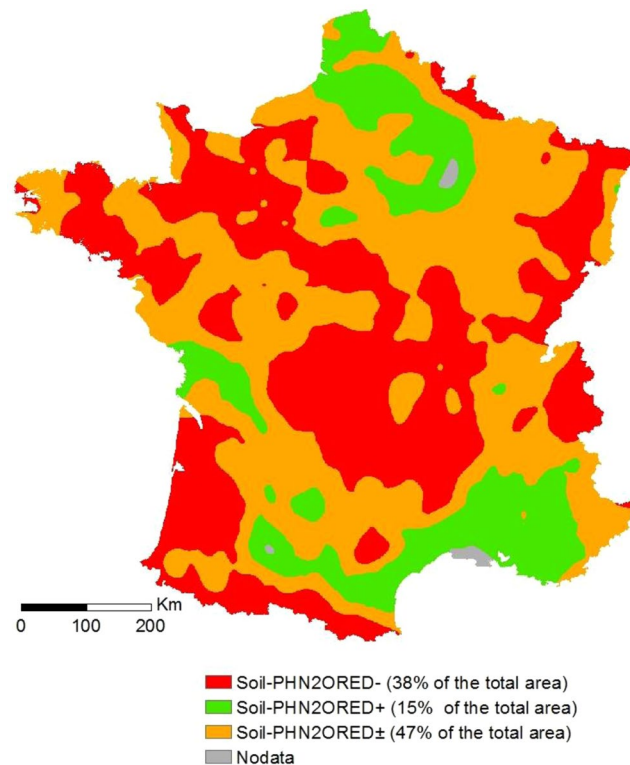 Km
0 100 200
Soil-PHN2ORED- (38% of the total area)
Soil-PHN2ORED+ (15% of the total area)
Soil-PHN2ORED± (47% of the total area)
Nodata